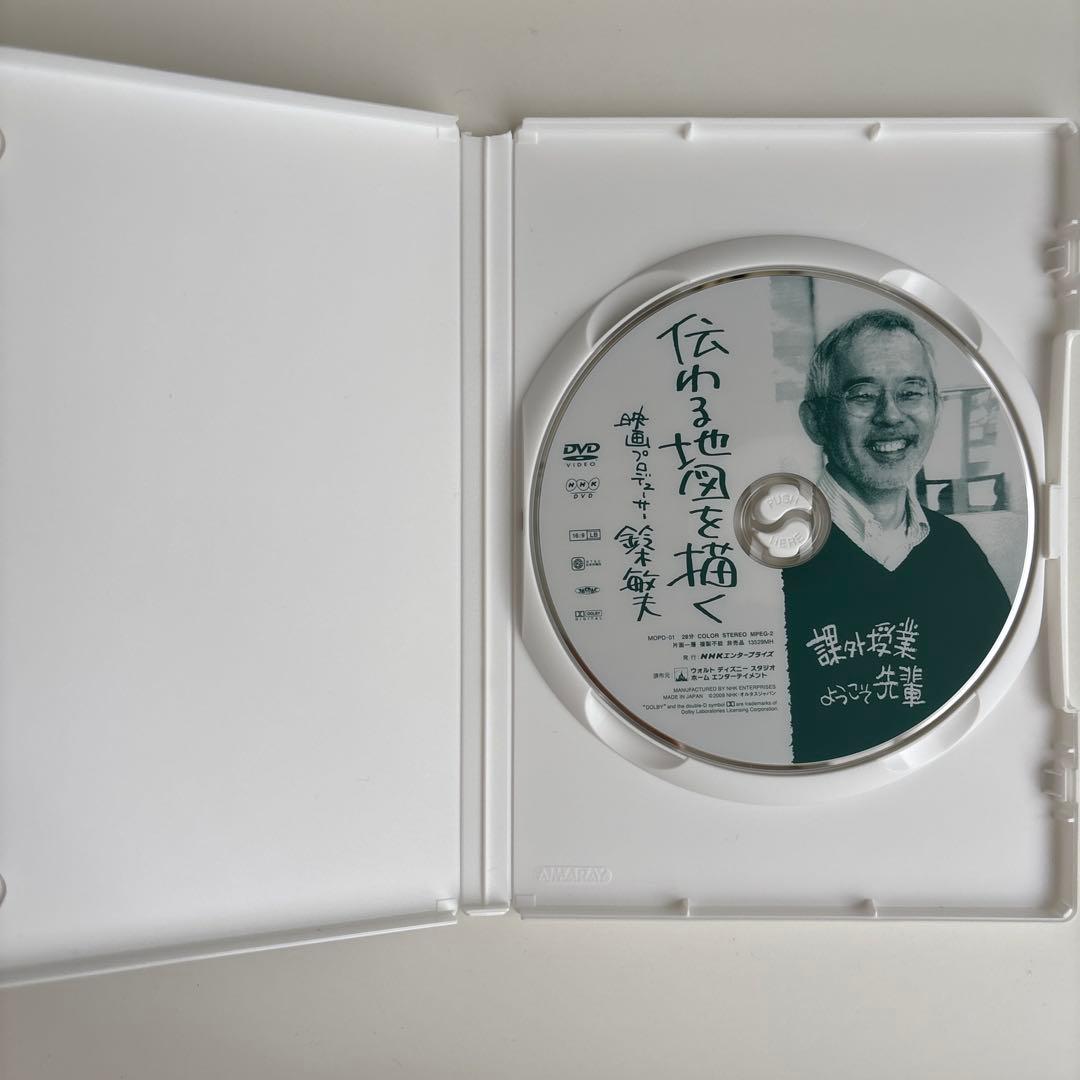 伝わる地図を描く
映画プロデューサー 鈴木敏夫
DVD
VIDEO
NHK
DVD
16:9 LB
DOLBY
DIGITAL
PUSH
HERE
MOPD-01 28分 COLOR STEREO MPEG-2
片面一層 複製不能 非売品 13529MH
発行:NHKエンタープライズ
頒布元 ウォルト ディズニー スタジオ
ホーム エンターテイメント
MANUFACTURED BY NHK ENTERPRISES
MADE IN JAPAN ©2009 NHK・オルタスジャパン
"DOLBY" and the double-D symbol are trademarks of
Dolby Laboratories Licensing Corporation.
課外授業
ようこそ先輩
AMARAY